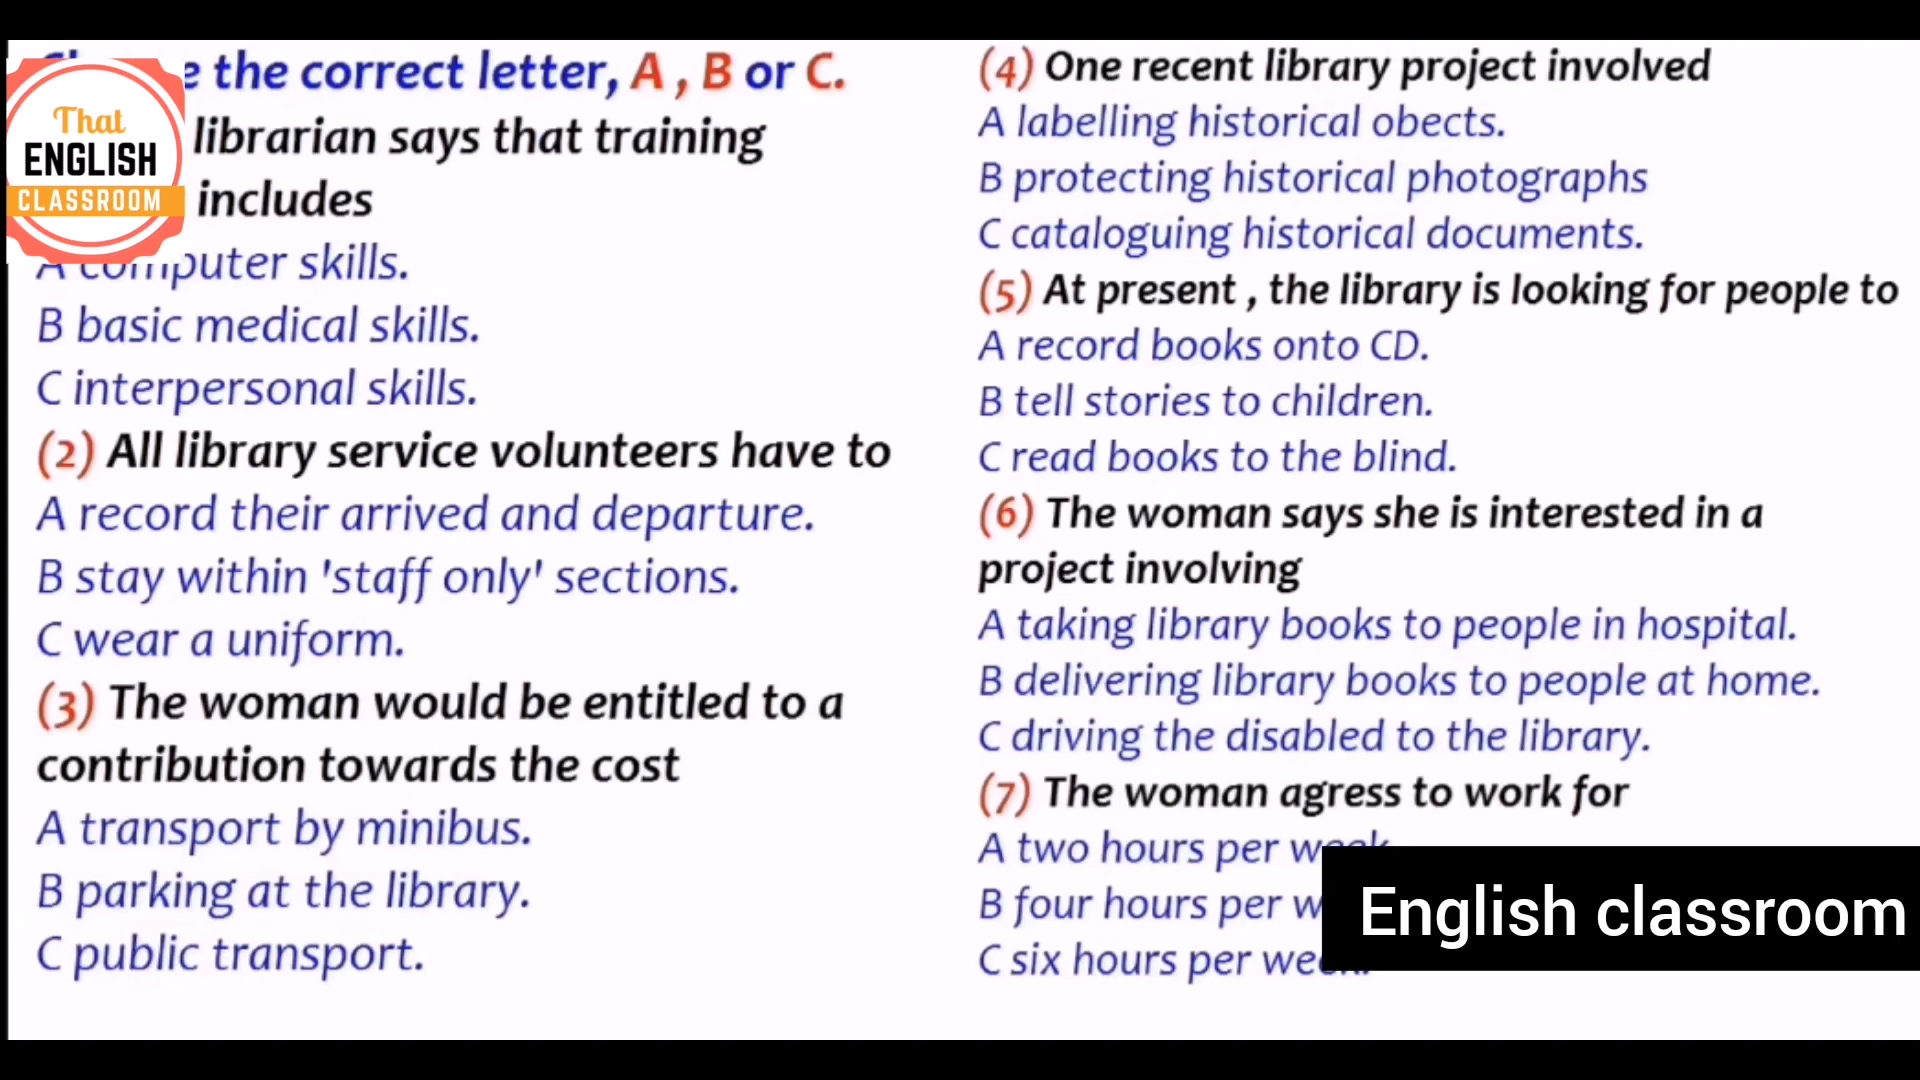 That
ENGLISH
CLASSROOM
the correct letter, A , B or C.
librarian says that training
includes
A computer skills.
B basic medical skills.
C interpersonal skills.
(2) All library service volunteers have to
A record their arrived and departure.
B stay within 'staff only' sections.
C wear a uniform.
(3) The woman would be entitled to a
contribution towards the cost
A transport by minibus.
B parking at the library.
C public transport.
(4) One recent library project involved
A labelling historical obects.
B protecting historical photographs
C cataloguing historical documents.
(5) At present , the library is looking for people to
A record books onto CD.
B tell stories to children.
C read books to the blind.
(6) The woman says she is interested in a
project involving
A taking library books to people in hospital.
B delivering library books to people at home.
C driving the disabled to the library.
(7) The woman agress to work for
A two hours per week
B four hours per
C six hours per week.
English classroom